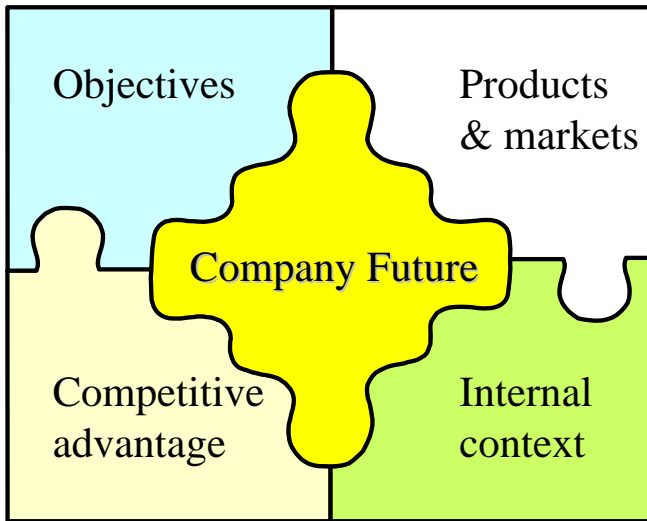 Objectives
Products
& markets
Company Future
Competitive
advantage
Internal
context